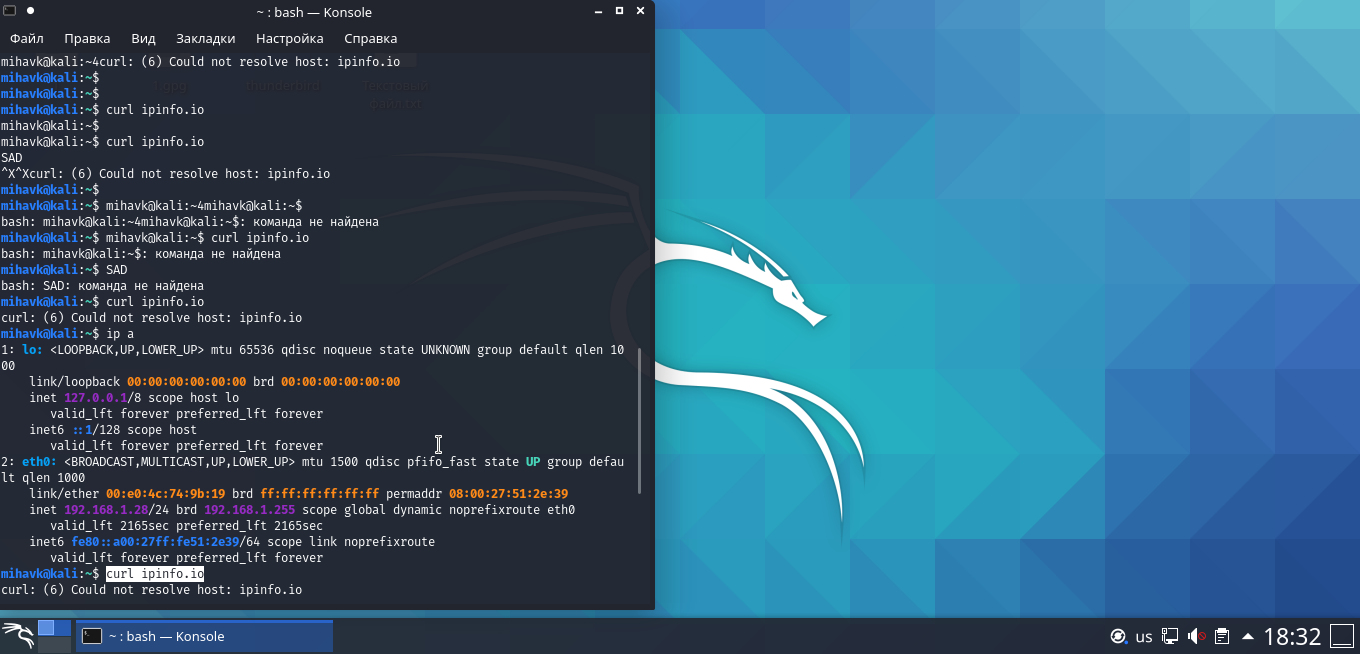 ~ : bash — Konsole
Файл Правка Вид Закладки Настройка Справка
mihavk@kali:~4curl: (6) Could not resolve host: ipinfo.io
mihavk@kali:~$
mihavk@kali:~$
mihavk@kali:~$ curl ipinfo.io
mihavk@kali:~$
mihavk@kali:~$ curl ipinfo.io
SAD
^X^Xcurl: (6) Could not resolve host: ipinfo.io
mihavk@kali:~$
mihavk@kali:~$ mihavk@kali:~4mihavk@kali:~$
bash: mihavk@kali:~4mihavk@kali:~$: команда не найдена
mihavk@kali:~$ mihavk@kali:~$ curl ipinfo.io
bash: mihavk@kali:~$: команда не найдена
mihavk@kali:~$ SAD
bash: SAD: команда не найдена
mihavk@kali:~$ curl ipinfo.io
curl: (6) Could not resolve host: ipinfo.io
mihavk@kali:~$ ip a
1: lo: <LOOPBACK,UP,LOWER_UP> mtu 65536 qdisc noqueue state UNKNOWN group default qlen 10
00
link/loopback 00:00:00:00:00:00 brd 00:00:00:00:00:00
inet 127.0.0.1/8 scope host lo
valid_lft forever preferred_lft forever
inet6 ::1/128 scope host
valid_lft forever preferred_lft forever
2: eth0: <BROADCAST,MULTICAST,UP,LOWER_UP> mtu 1500 qdisc pfifo_fast state UP group defau
lt qlen 1000
link/ether 00:e0:4c:74:9b:19 brd ff:ff:ff:ff:ff:ff permaddr 08:00:27:51:2e:39
inet 192.168.1.28/24 brd 192.168.1.255 scope global dynamic noprefixroute eth0
valid_lft 2165sec preferred_lft 2165sec
inet6 fe80::a00:27ff:fe51:2e39/64 scope link noprefixroute
valid_lft forever preferred_lft forever
mihavk@kali:~$ curl ipinfo.io
curl: (6) Could not resolve host: ipinfo.io
~ : bash — Konsole
us
18:32